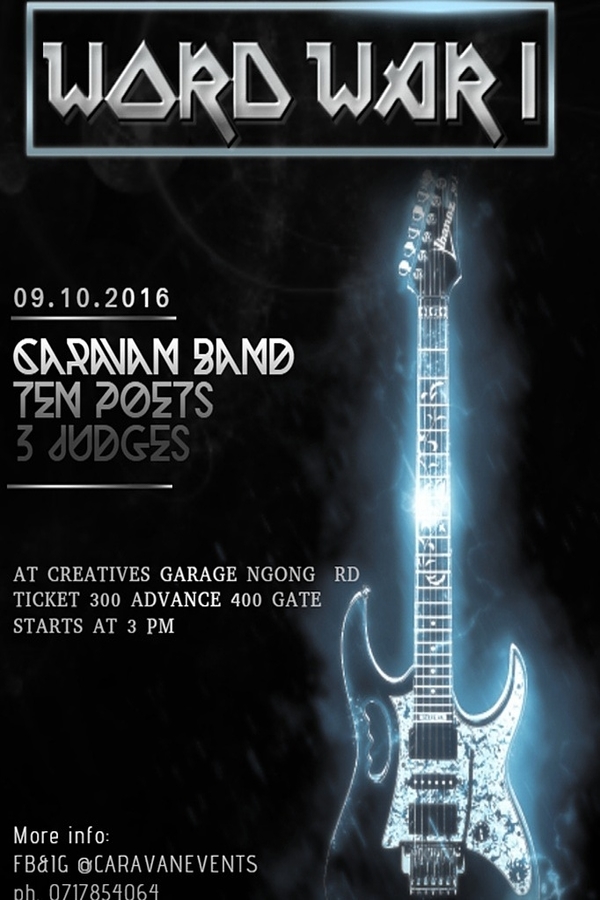 WORD WAR I
Ibanez
09.10.2016
CARAVAN BAND
TEN POETS
3 JUDGES
AT CREATIVES GARAGE NGONG RD
TICKET 300 ADVANCE 400 GATE
STARTS AT 3 PM
More info:
FB&IG @CARAVANEVENTS
ph 0717854064